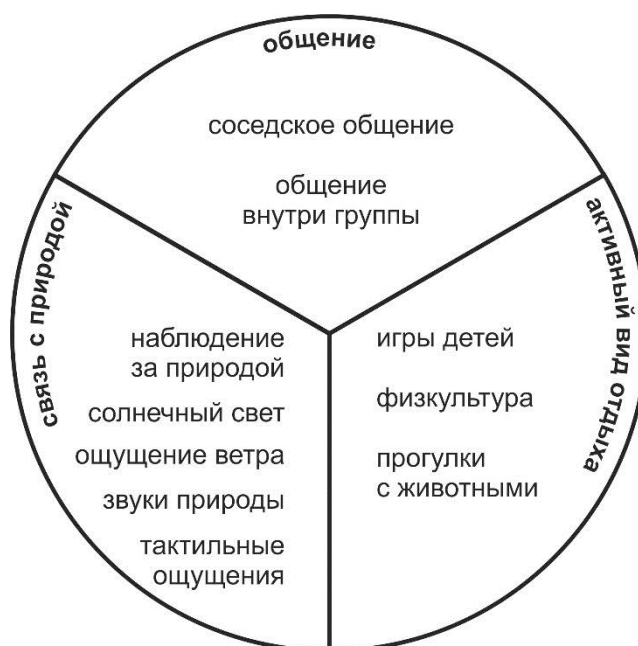 общение
соседское общение
общение
внутри группы
связь с природой
наблюдение
за природой
солнечный свет
ощущение ветра
звуки природы
тактильные
ощущения
активный вид отдыха
игры детей
физкультура
прогулки
с животными